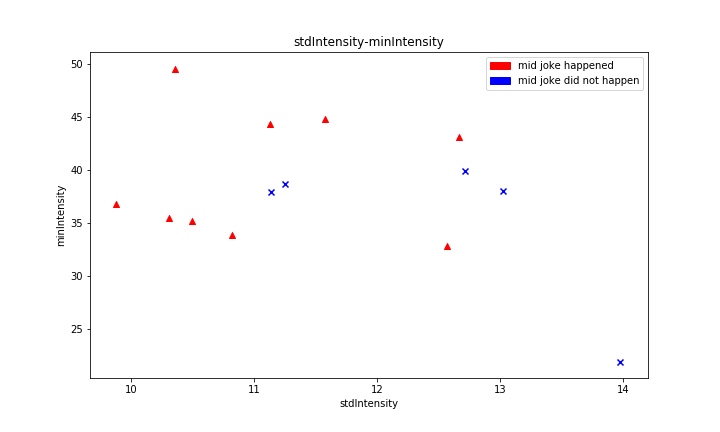 stdIntensity-minIntensity
mid joke happened
mid joke did not happen
minIntensity
50
45
40
35
30
25
10
11
12
13
14
stdIntensity